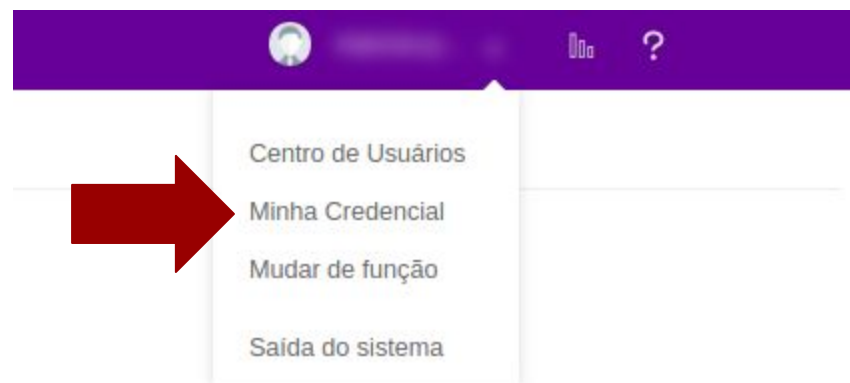 ?
Centro de Usuários
Minha Credencial
Mudar de função
Saída do sistema